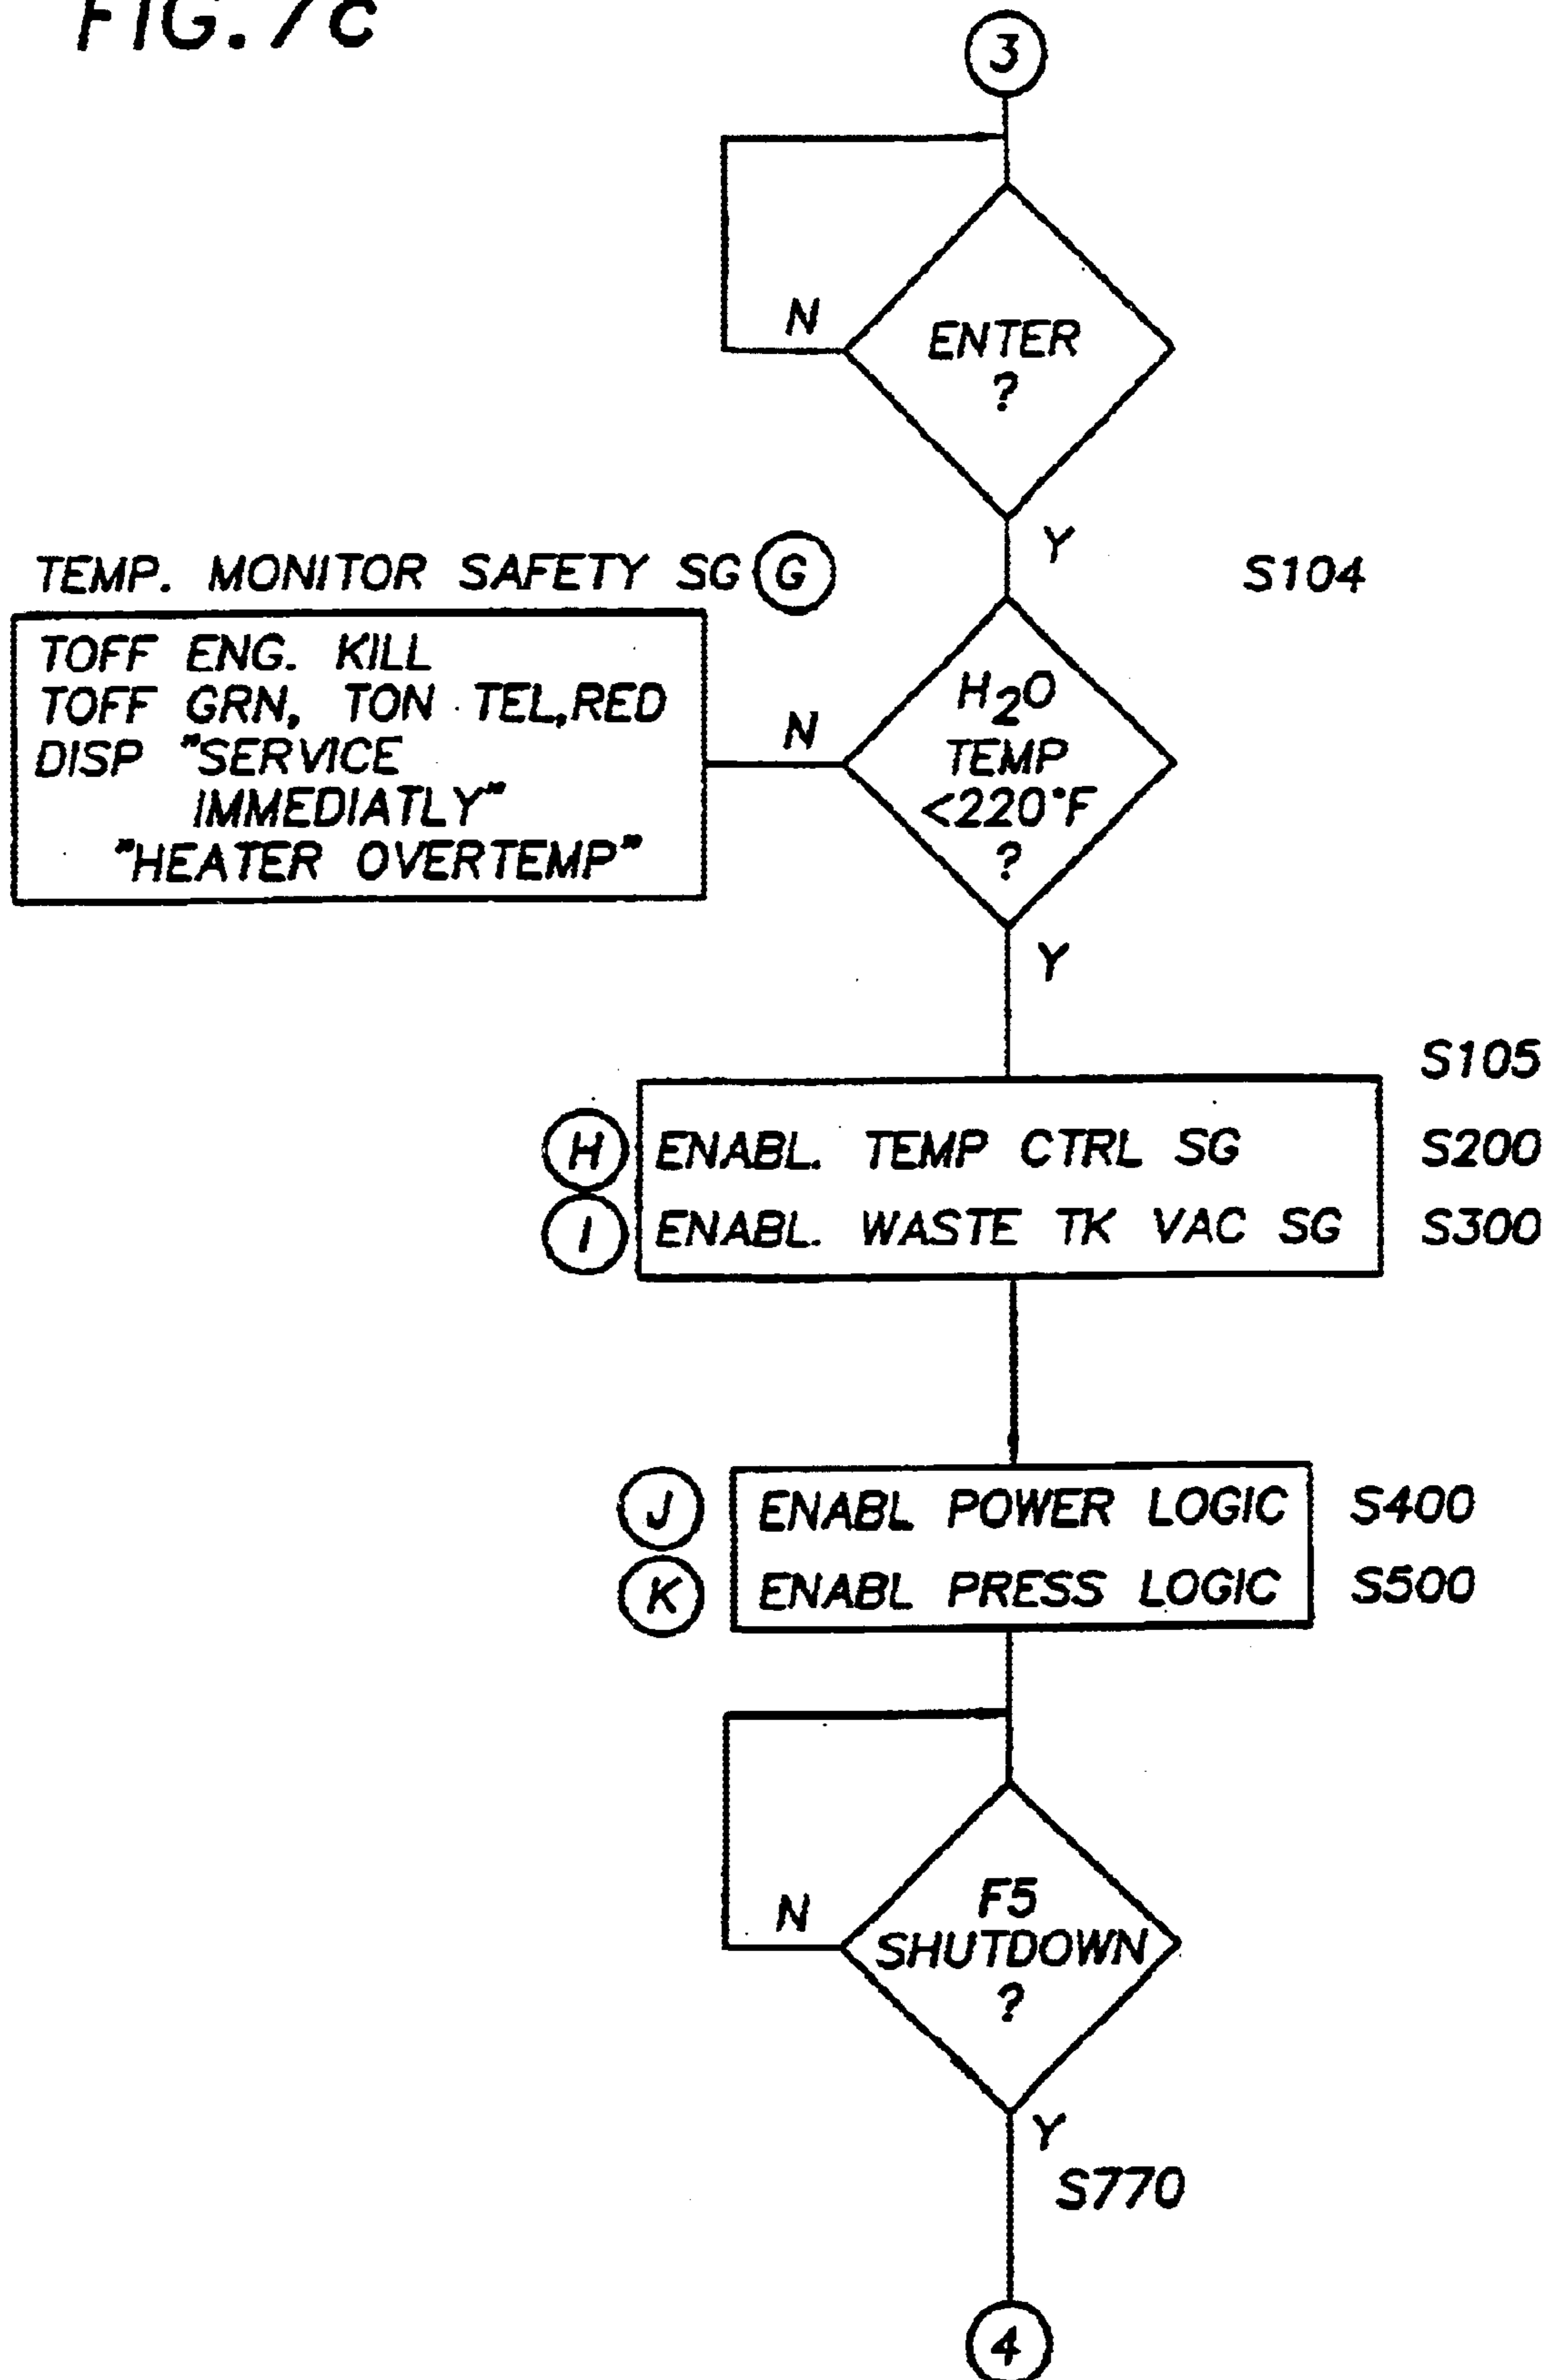 FIG. 7c
3
N
ENTER
?
Y
TEMP. MONITOR SAFETY SG G
S104
TOFF ENG. KILL
TOFF GRN, TON TEL,RED
DISP "SERVICE
IMMEDIATLY"
"HEATER OVERTEMP"
N
H2O
TEMP
<220°F
?
Y
S105
H ENABL. TEMP CTRL SG S200
I ENABL. WASTE TK VAC SG S300
J ENABL POWER LOGIC S400
K ENABL PRESS LOGIC S500
N
F5
SHUTDOWN
?
Y
S770
4